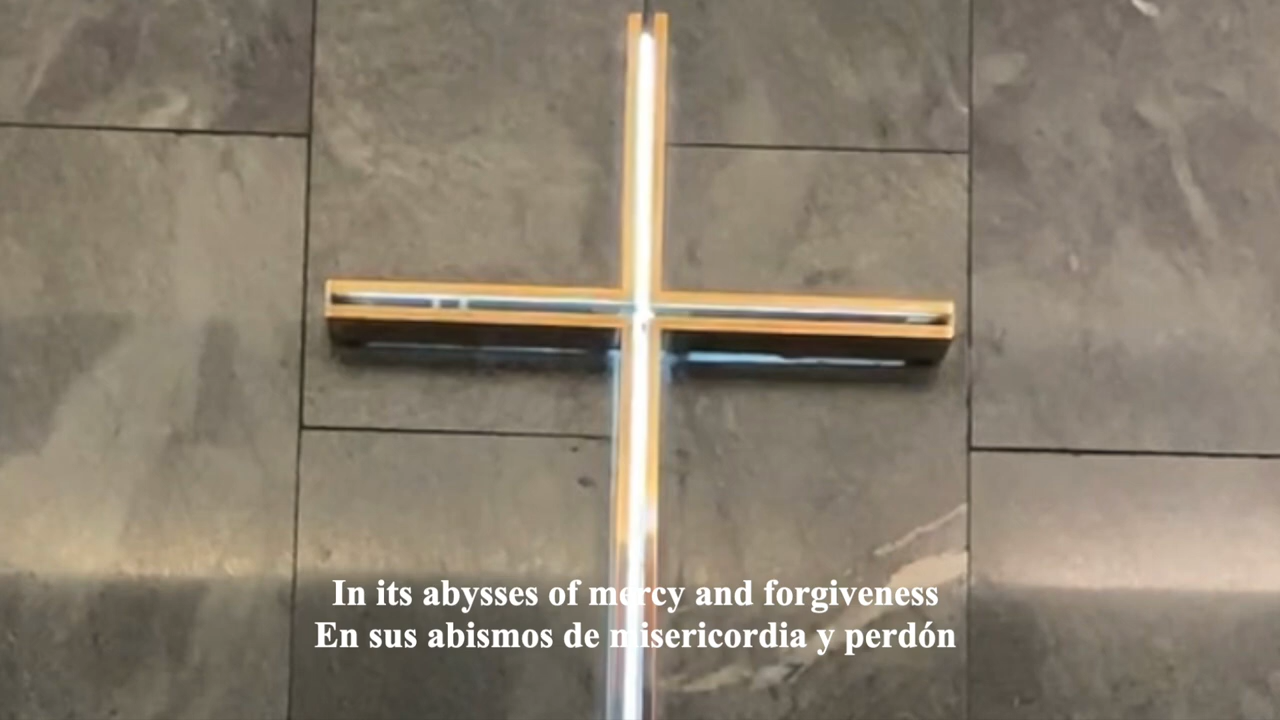 In its abysses of mercy and forgiveness
En sus abismos de misericordia y perdón